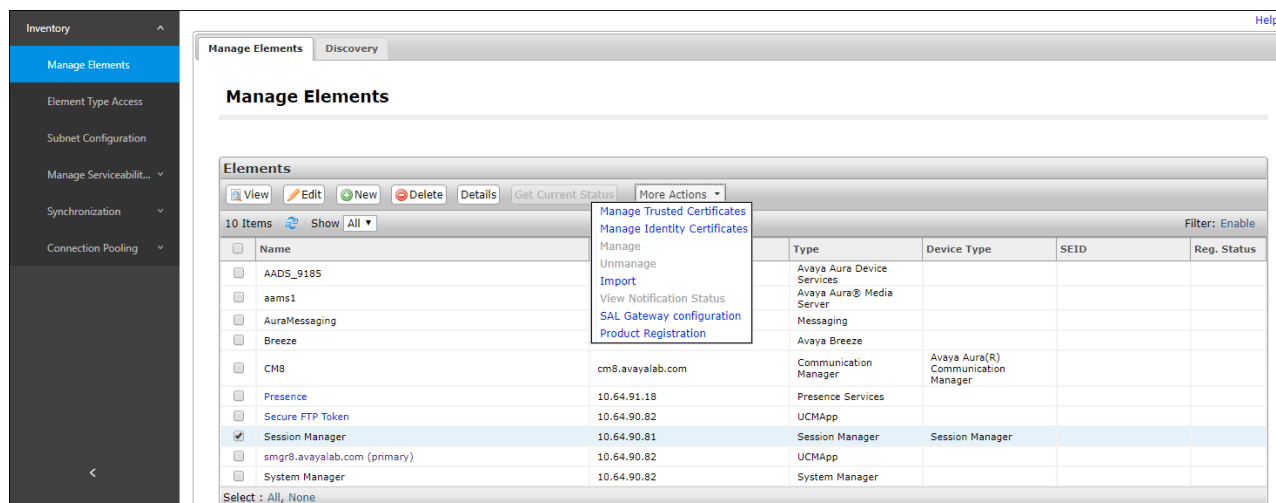 Help
Inventory
Manage Elements
Element Type Access
Subnet Configuration
Manage Serviceabilit...
Synchronization
Connection Pooling
Manage Elements Discovery
Manage Elements
Elements
View Edit New Delete Details Get Current Status More Actions
Manage Trusted Certificates
Manage Identity Certificates
Manage
Unmanage
Import
View Notification Status
SAL Gateway configuration
Product Registration
10 Items Show All Filter: Enable
Name Type Device Type SEID Reg. Status
AADS_9185 Avaya Aura Device
Services
aams1 Avaya Aura® Media
Server
AuraMessaging Messaging
Breeze Avaya Breeze
CM8 cm8.avayalab.com Communication
Manager Avaya Aura(R)
Communication
Manager
Presence 10.64.91.18 Presence Services
Secure FTP Token 10.64.90.82 UCMApp
Session Manager 10.64.90.81 Session Manager Session Manager
smgr8.avayalab.com (primary) 10.64.90.82 UCMApp
System Manager 10.64.90.82 System Manager
Select : All, None